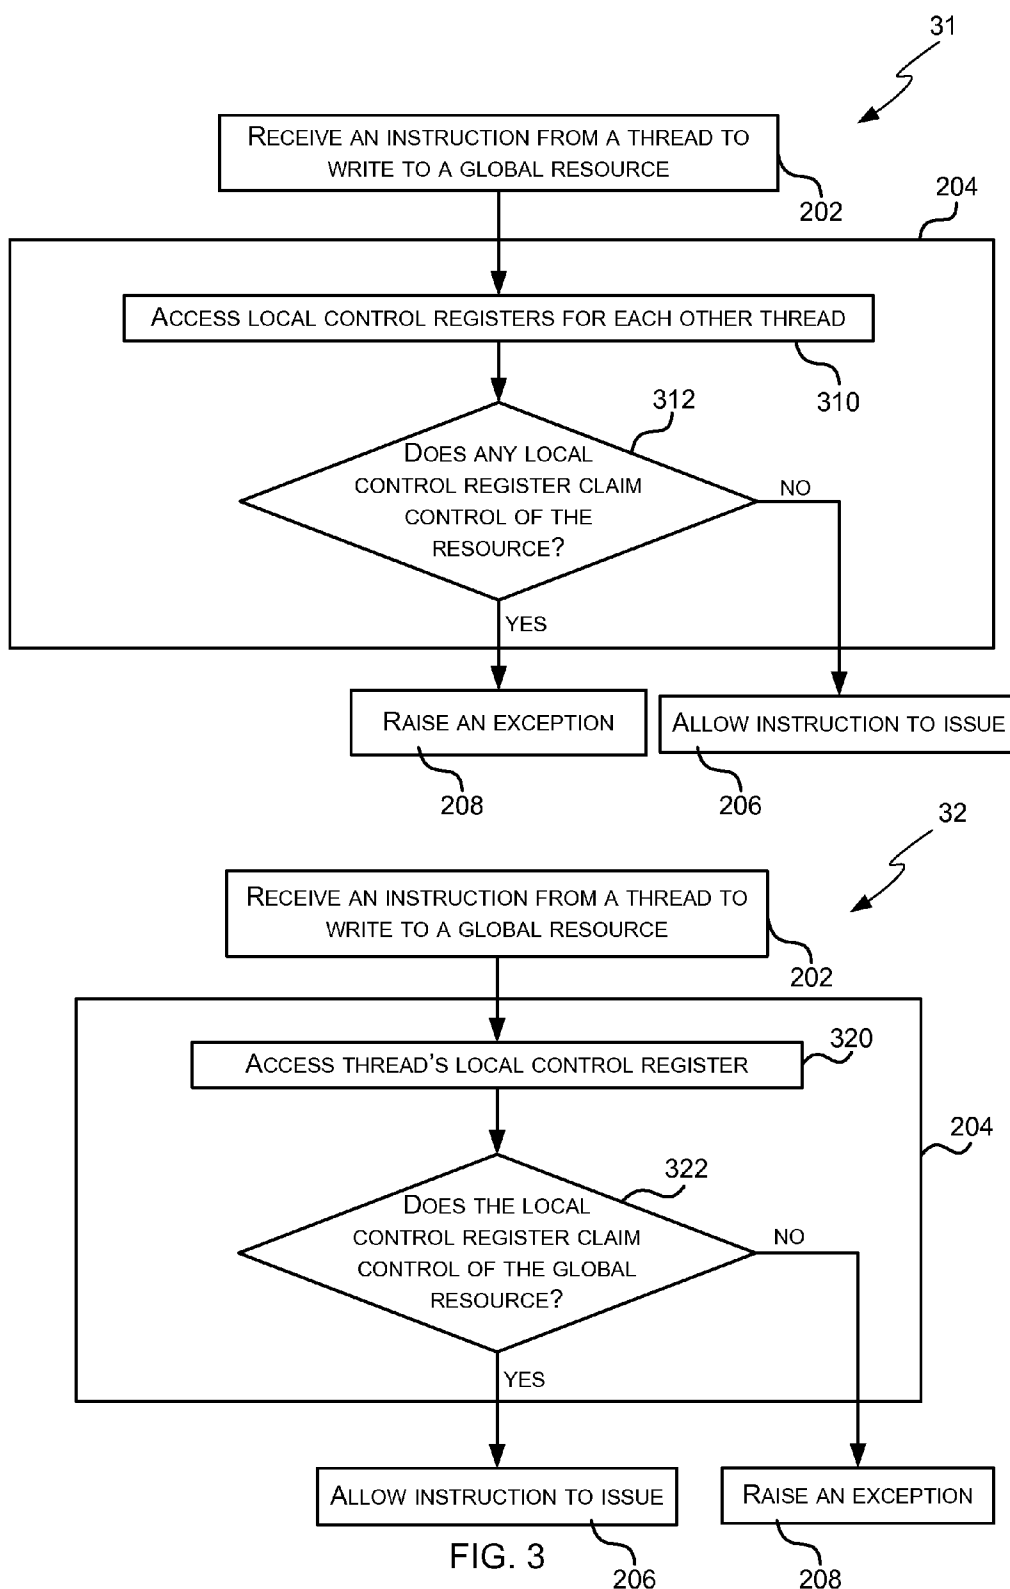 31
RECEIVE AN INSTRUCTION FROM A THREAD TO
WRITE TO A GLOBAL RESOURCE
202
204
ACCESS LOCAL CONTROL REGISTERS FOR EACH OTHER THREAD
310
312
DOES ANY LOCAL
CONTROL REGISTER CLAIM
CONTROL OF THE
RESOURCE?
NO
YES
RAISE AN EXCEPTION
ALLOW INSTRUCTION TO ISSUE
208
206
32
RECEIVE AN INSTRUCTION FROM A THREAD TO
WRITE TO A GLOBAL RESOURCE
202
ACCESS THREAD'S LOCAL CONTROL REGISTER
320
204
322
DOES THE LOCAL
CONTROL REGISTER CLAIM
CONTROL OF THE GLOBAL
RESOURCE?
NO
YES
ALLOW INSTRUCTION TO ISSUE
RAISE AN EXCEPTION
FIG. 3
206
208